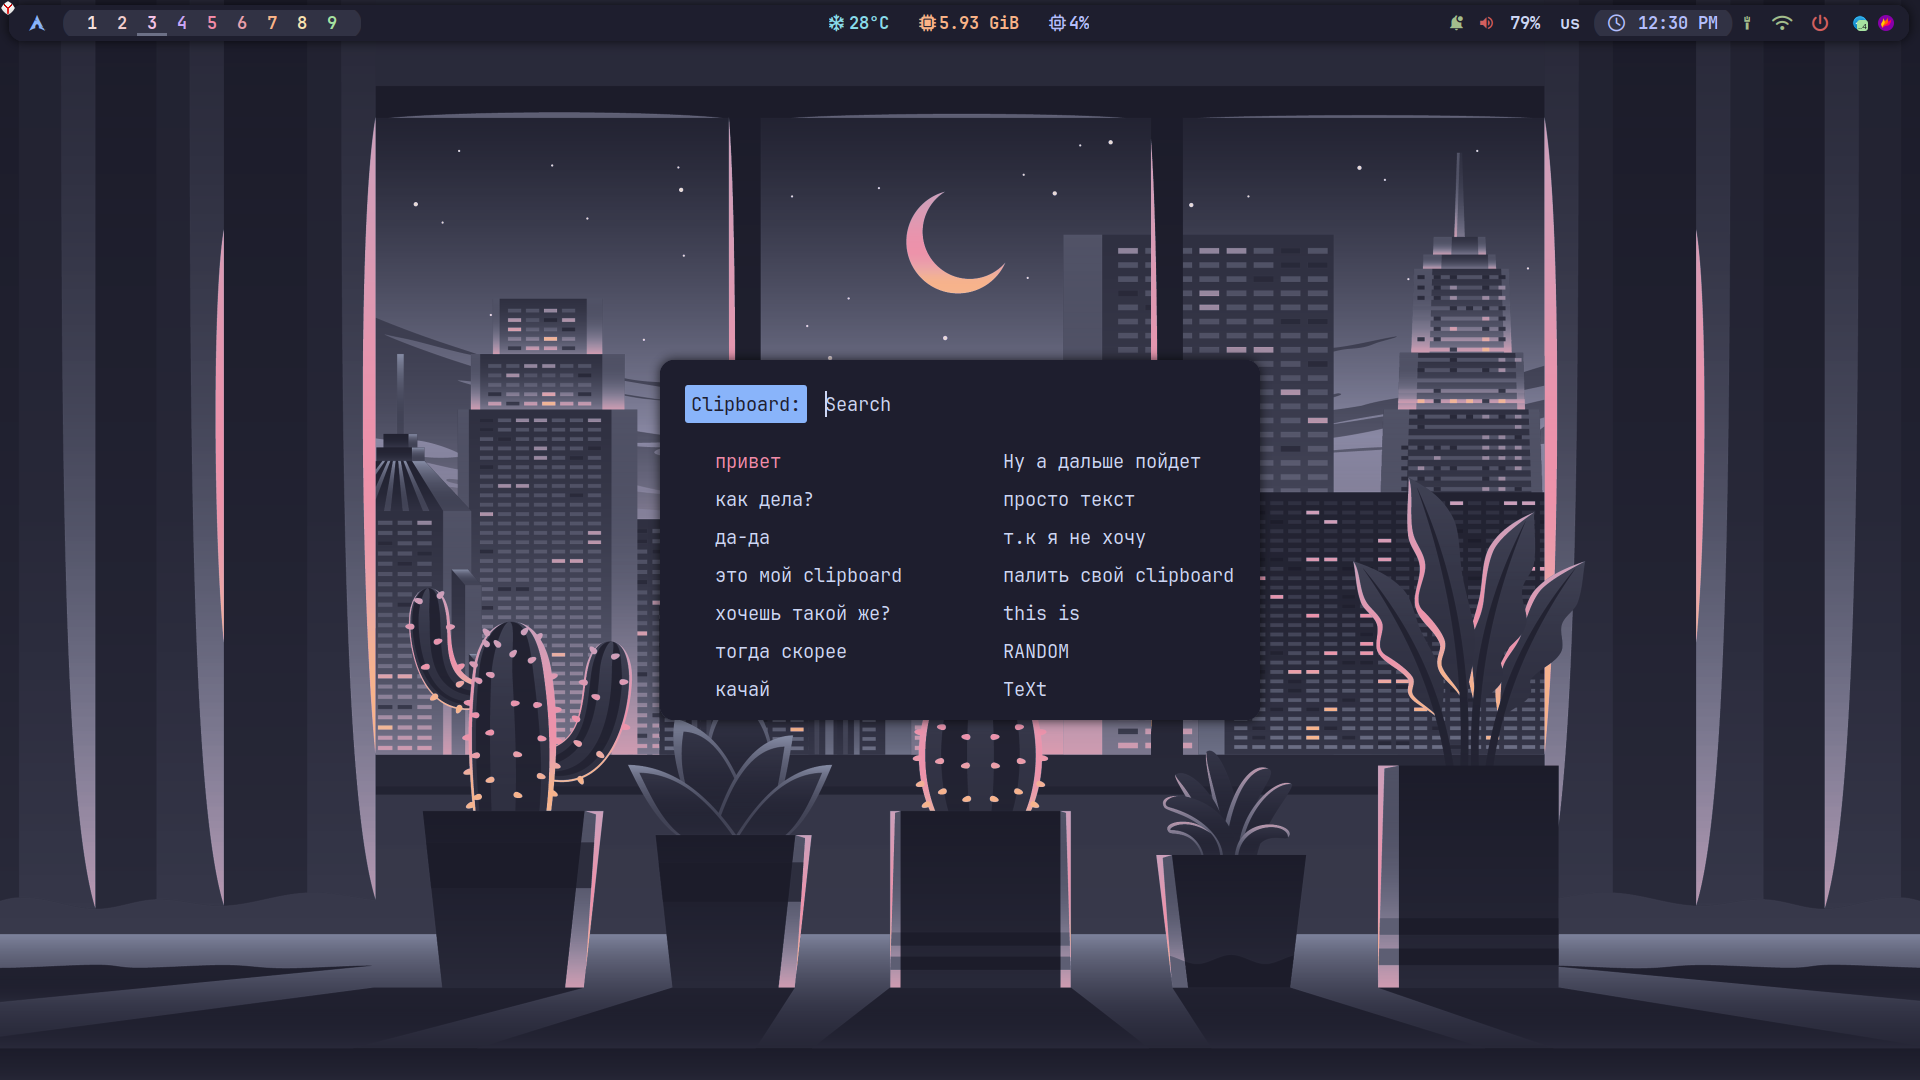 1 2 3 4 5 6 7 8 9
28°C 5.93 GiB 4%
79% US 12:30 PM
Clipboard: Search
привет
как дела?
да-да
это мой clipboard
хочешь такой же?
тогда скорее
качай
Ну а дальше пойдет
просто текст
т.к я не хочу
палить свой clipboard
this is
RANDOM
TeXt